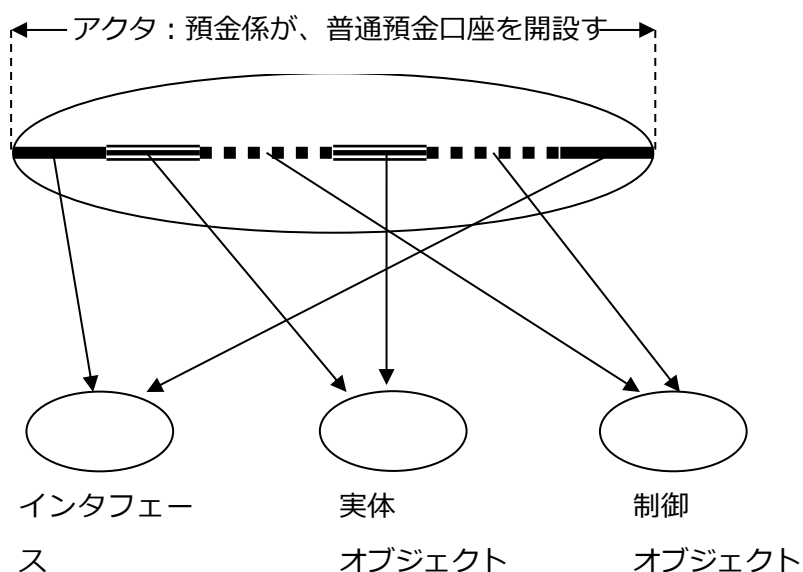 アクタ：預金係が、普通預金口座を開設す
インタフェー
ス
実体
オブジェクト
制御
オブジェクト